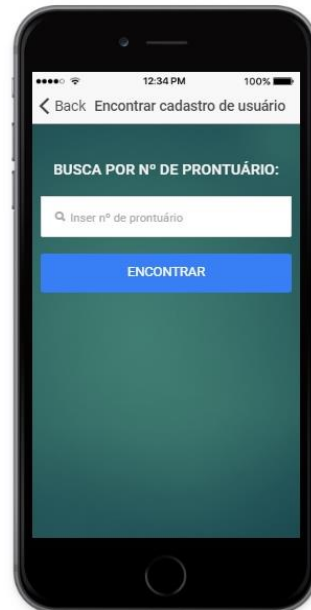 12:34 PM 100%
Back Encontrar cadastro de usuário
BUSCA POR Nº DE PRONTUÁRIO:
Inser nº de prontuário
ENCONTRAR